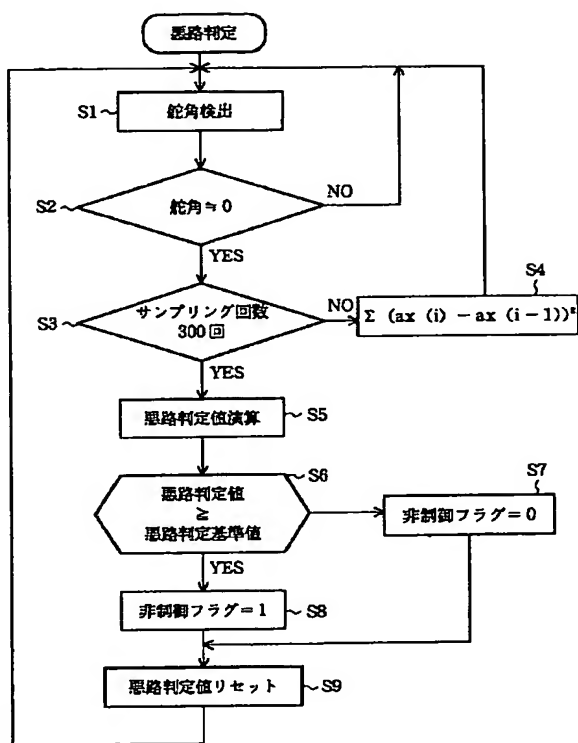 悪路判定
S1
舵角検出
S2
舵角≒0
NO
YES
S4
S3
サンプリング回数
300回
NO
Σ (ax (i) − ax (i−1))²
YES
悪路判定値演算
S5
S6
悪路判定値
≧
悪路判定基準値
S7
非制御フラグ=0
YES
非制御フラグ=1
S8
悪路判定値リセット
S9